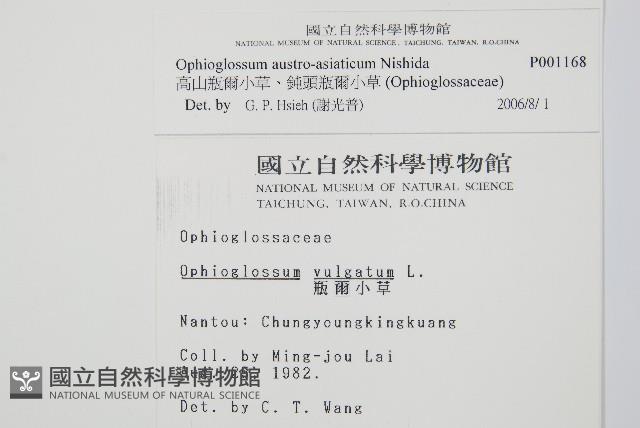 國立自然科學博物館
NATIONAL MUSEUM OF NATURAL SCIENCE, TAICHUNG, TAIWAN, R.O.CHINA
Ophioglossum austro-asiaticum Nishida P001168
高山瓶爾小草、鈍頭瓶爾小草 (Ophioglossaceae)
Det. by G. P. Hsieh (謝光普) 2006/8/1
國立自然科學博物館
NATIONAL MUSEUM OF NATURAL SCIENCE
TAICHUNG, TAIWAN, R.O.CHINA
Ophioglossaceae
Ophioglossum vulgatum L.
瓶爾小草
Nantou: Chungyoungkingkuang
Coll. by Ming-jou Lai
1982.
國立自然科學博物館
NATIONAL MUSEUM OF NATURAL SCIENCE
Det. by C. T. Wang